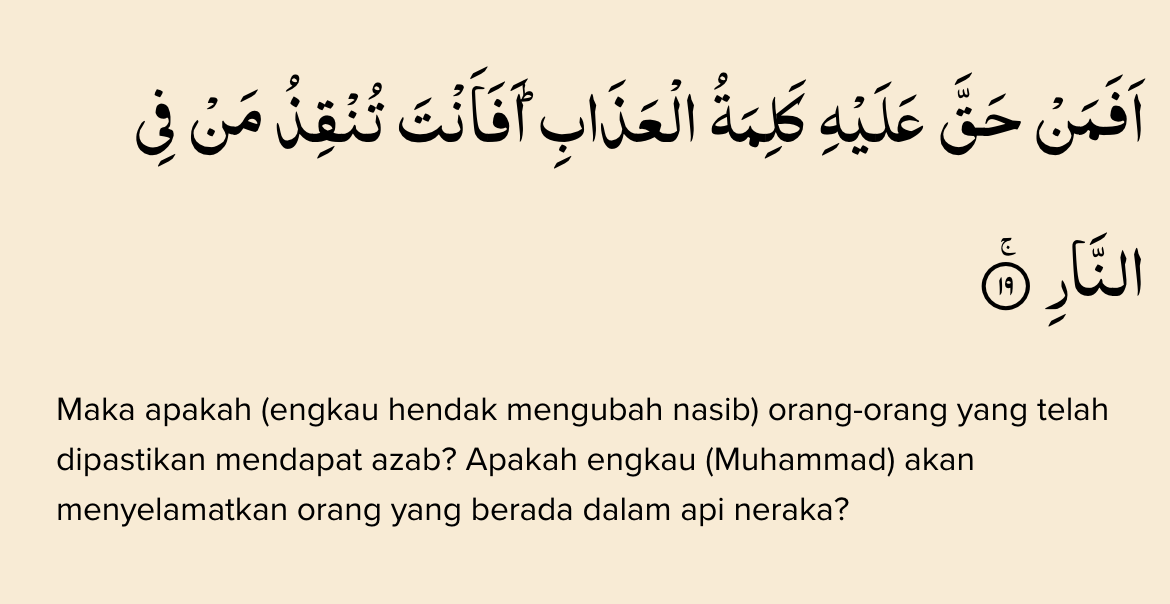 اَفَمَنْ حَقَّ عَلَيْهِ كَلِمَةُ الْعَذَابِۗ اَفَاَنْتَ تُنْقِذُ مَنْ فِى
النَّارِ ۚ ١٩
Maka apakah (engkau hendak mengubah nasib) orang-orang yang telah
dipastikan mendapat azab? Apakah engkau (Muhammad) akan
menyelamatkan orang yang berada dalam api neraka?